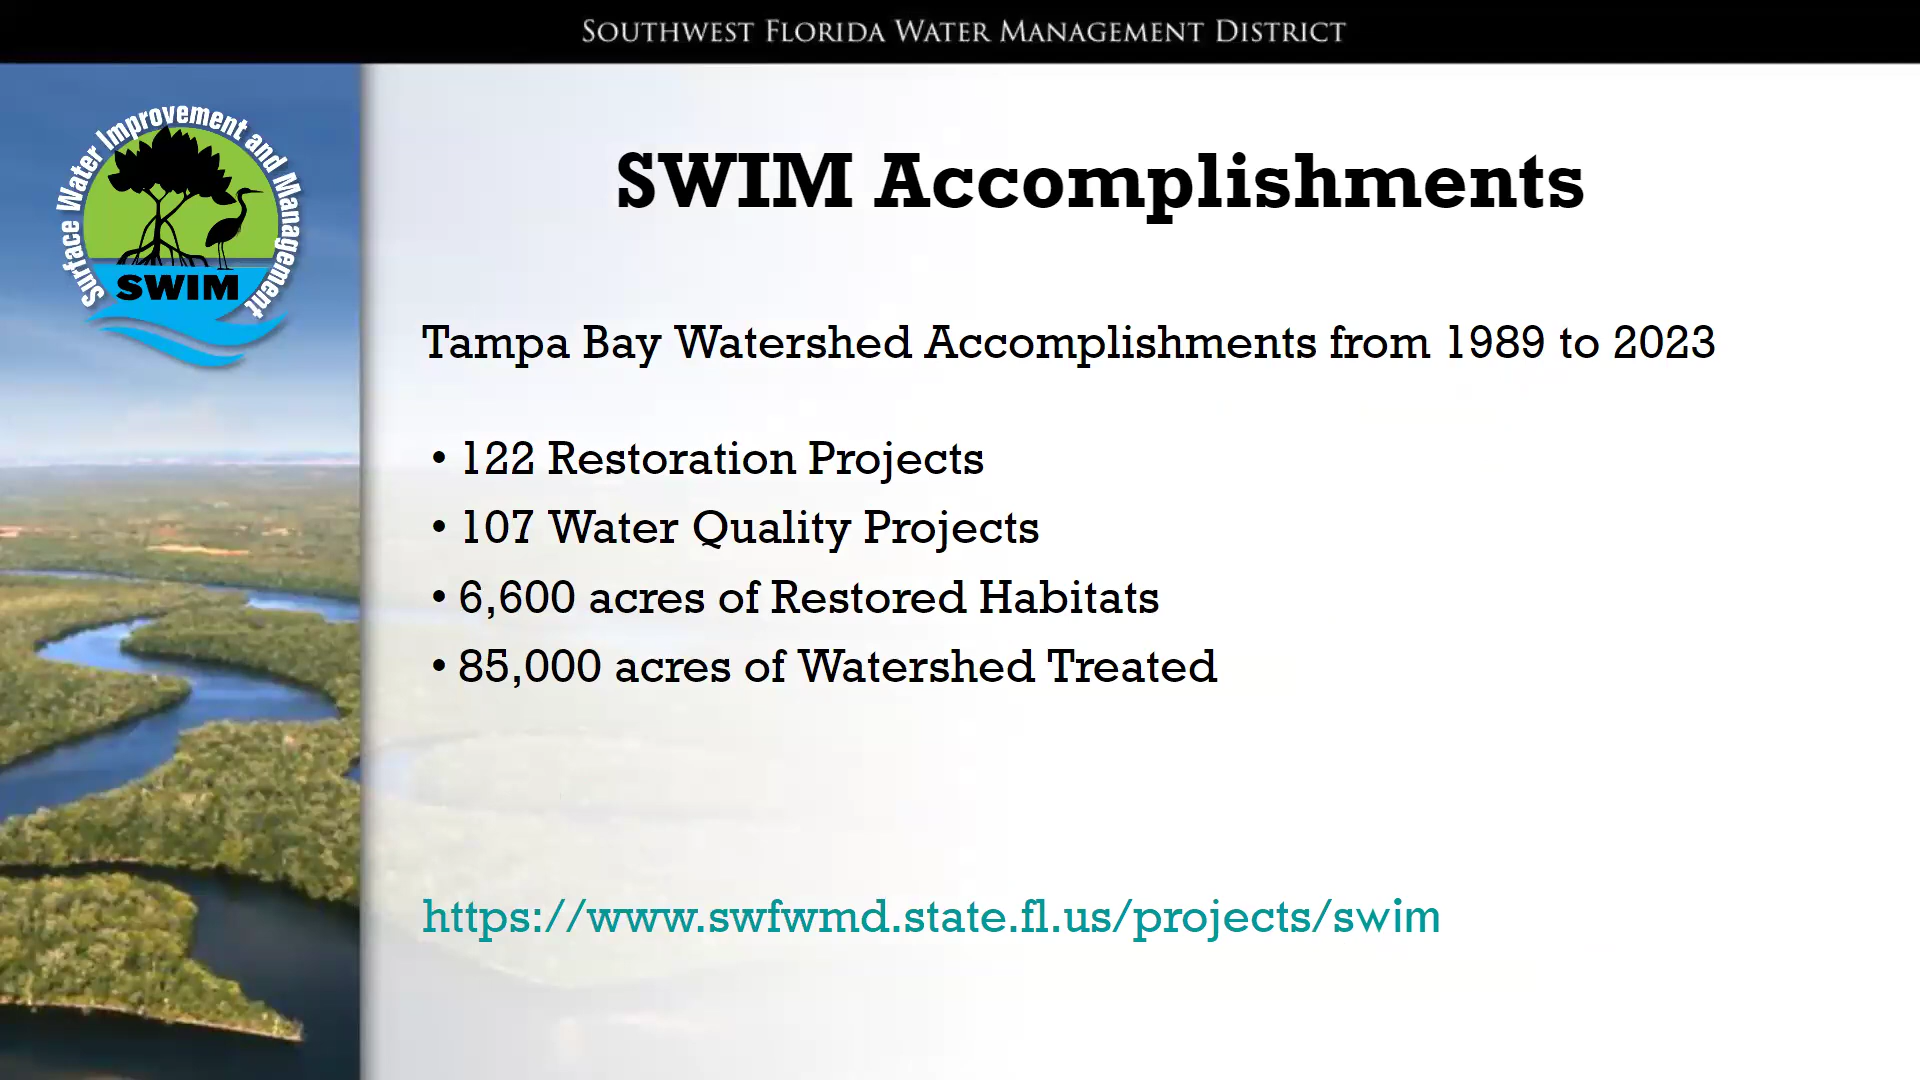 SOUTHWEST FLORIDA WATER MANAGEMENT DISTRICT
Surface Water Improvement and Management
SWIM
SWIM Accomplishments
Tampa Bay Watershed Accomplishments from 1989 to 2023
• 122 Restoration Projects
• 107 Water Quality Projects
• 6,600 acres of Restored Habitats
• 85,000 acres of Watershed Treated
https://www.swfwmd.state.fl.us/projects/swim